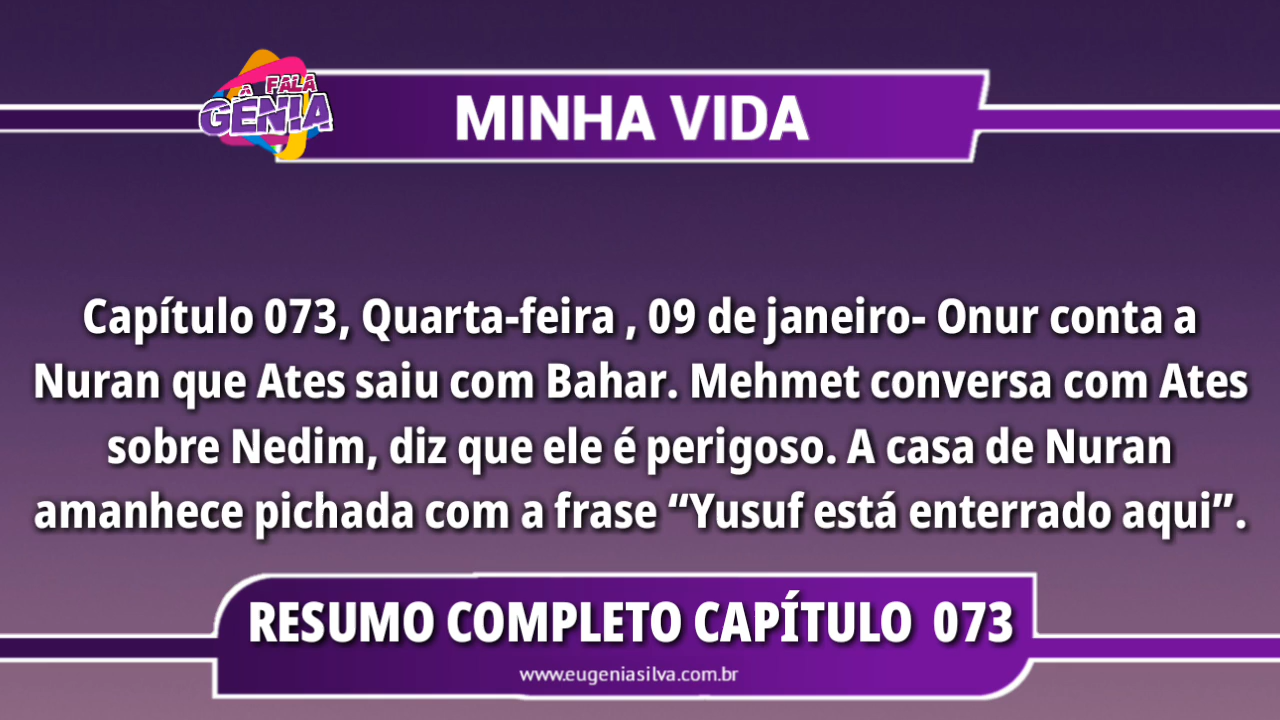 A FALA
GÊNIA
MINHA VIDA
Capítulo 073, Quarta-feira , 09 de janeiro- Onur conta a
Nuran que Ates saiu com Bahar. Mehmet conversa com Ates
sobre Nedim, diz que ele é perigoso. A casa de Nuran
amanhece pichada com a frase “Yusuf está enterrado aqui”.
RESUMO COMPLETO CAPÍTULO 073
www.eugeniasilva.com.br